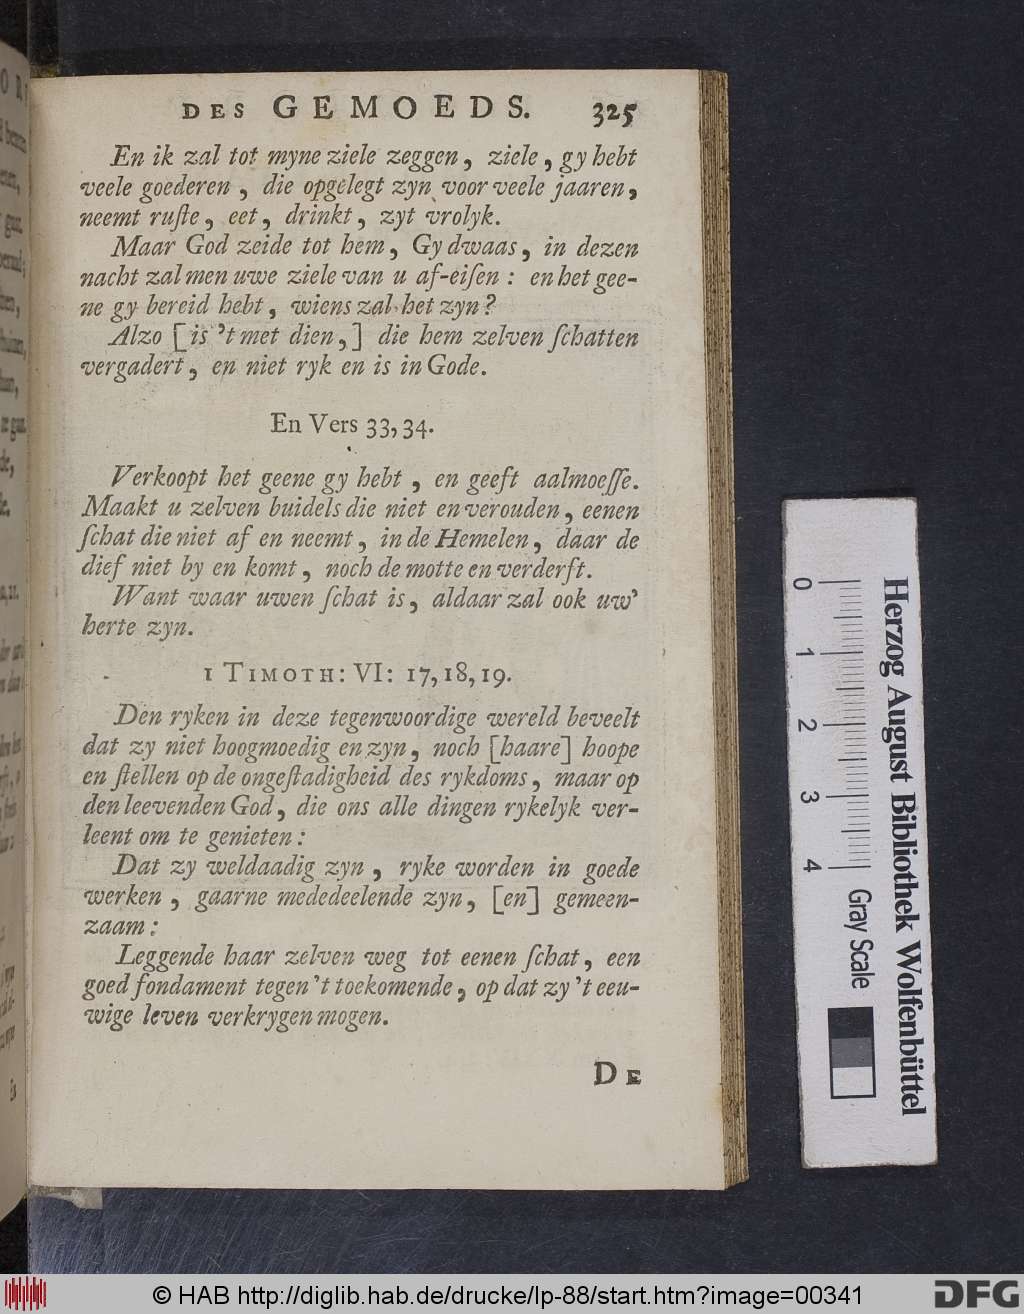 DES GEMOEDS. 325
En ik zal tot myne ziele zeggen, ziele, gy hebt
veele goederen, die opgelegt zyn voor veele jaaren,
neemt ruſte, eet, drinkt, zyt vrolyk.
Maar God zeide tot hem, Gy dwaas, in dezen
nacht zal men uwe ziele van u af-eiſen: en het gee-
ne gy bereid hebt, wiens zal het zyn?
Alzo [is 't met dien,] die hem zelven ſchatten
vergadert, en niet ryk en is in Gode.
En Vers 33, 34.
Verkoopt het geene gy hebt, en geeft aalmoeſſe.
Maakt u zelven buidels die niet en verouden, eenen
ſchat die niet af en neemt, in de Hemelen, daar de
dief niet by en komt, noch de motte en verderft.
Want waar uwen ſchat is, aldaar zal ook uw'
herte zyn.
1 TIMOTH: VI: 17, 18, 19.
Den ryken in deze tegenwoordige wereld beveelt
dat zy niet hoogmoedig en zyn, noch [haare] hoope
en ſtellen op de ongeſtadigheid des rykdoms, maar op
den leevenden God, die ons alle dingen rykelyk ver-
leent om te genieten:
Dat zy weldaadig zyn, ryke worden in goede
werken, gaarne mededeelende zyn, [en] gemeen-
zaam:
Leggende haar zelven weg tot eenen ſchat, een
goed fondament tegen 't toekomende, op dat zy 't eeu-
wige leven verkrygen mogen.
DE
Herzog August Bibliothek Wolfenbüttel
0 1 2 3 4 Gray Scale
© HAB http://diglib.hab.de/drucke/lp-88/start.htm?image=00341
DFG